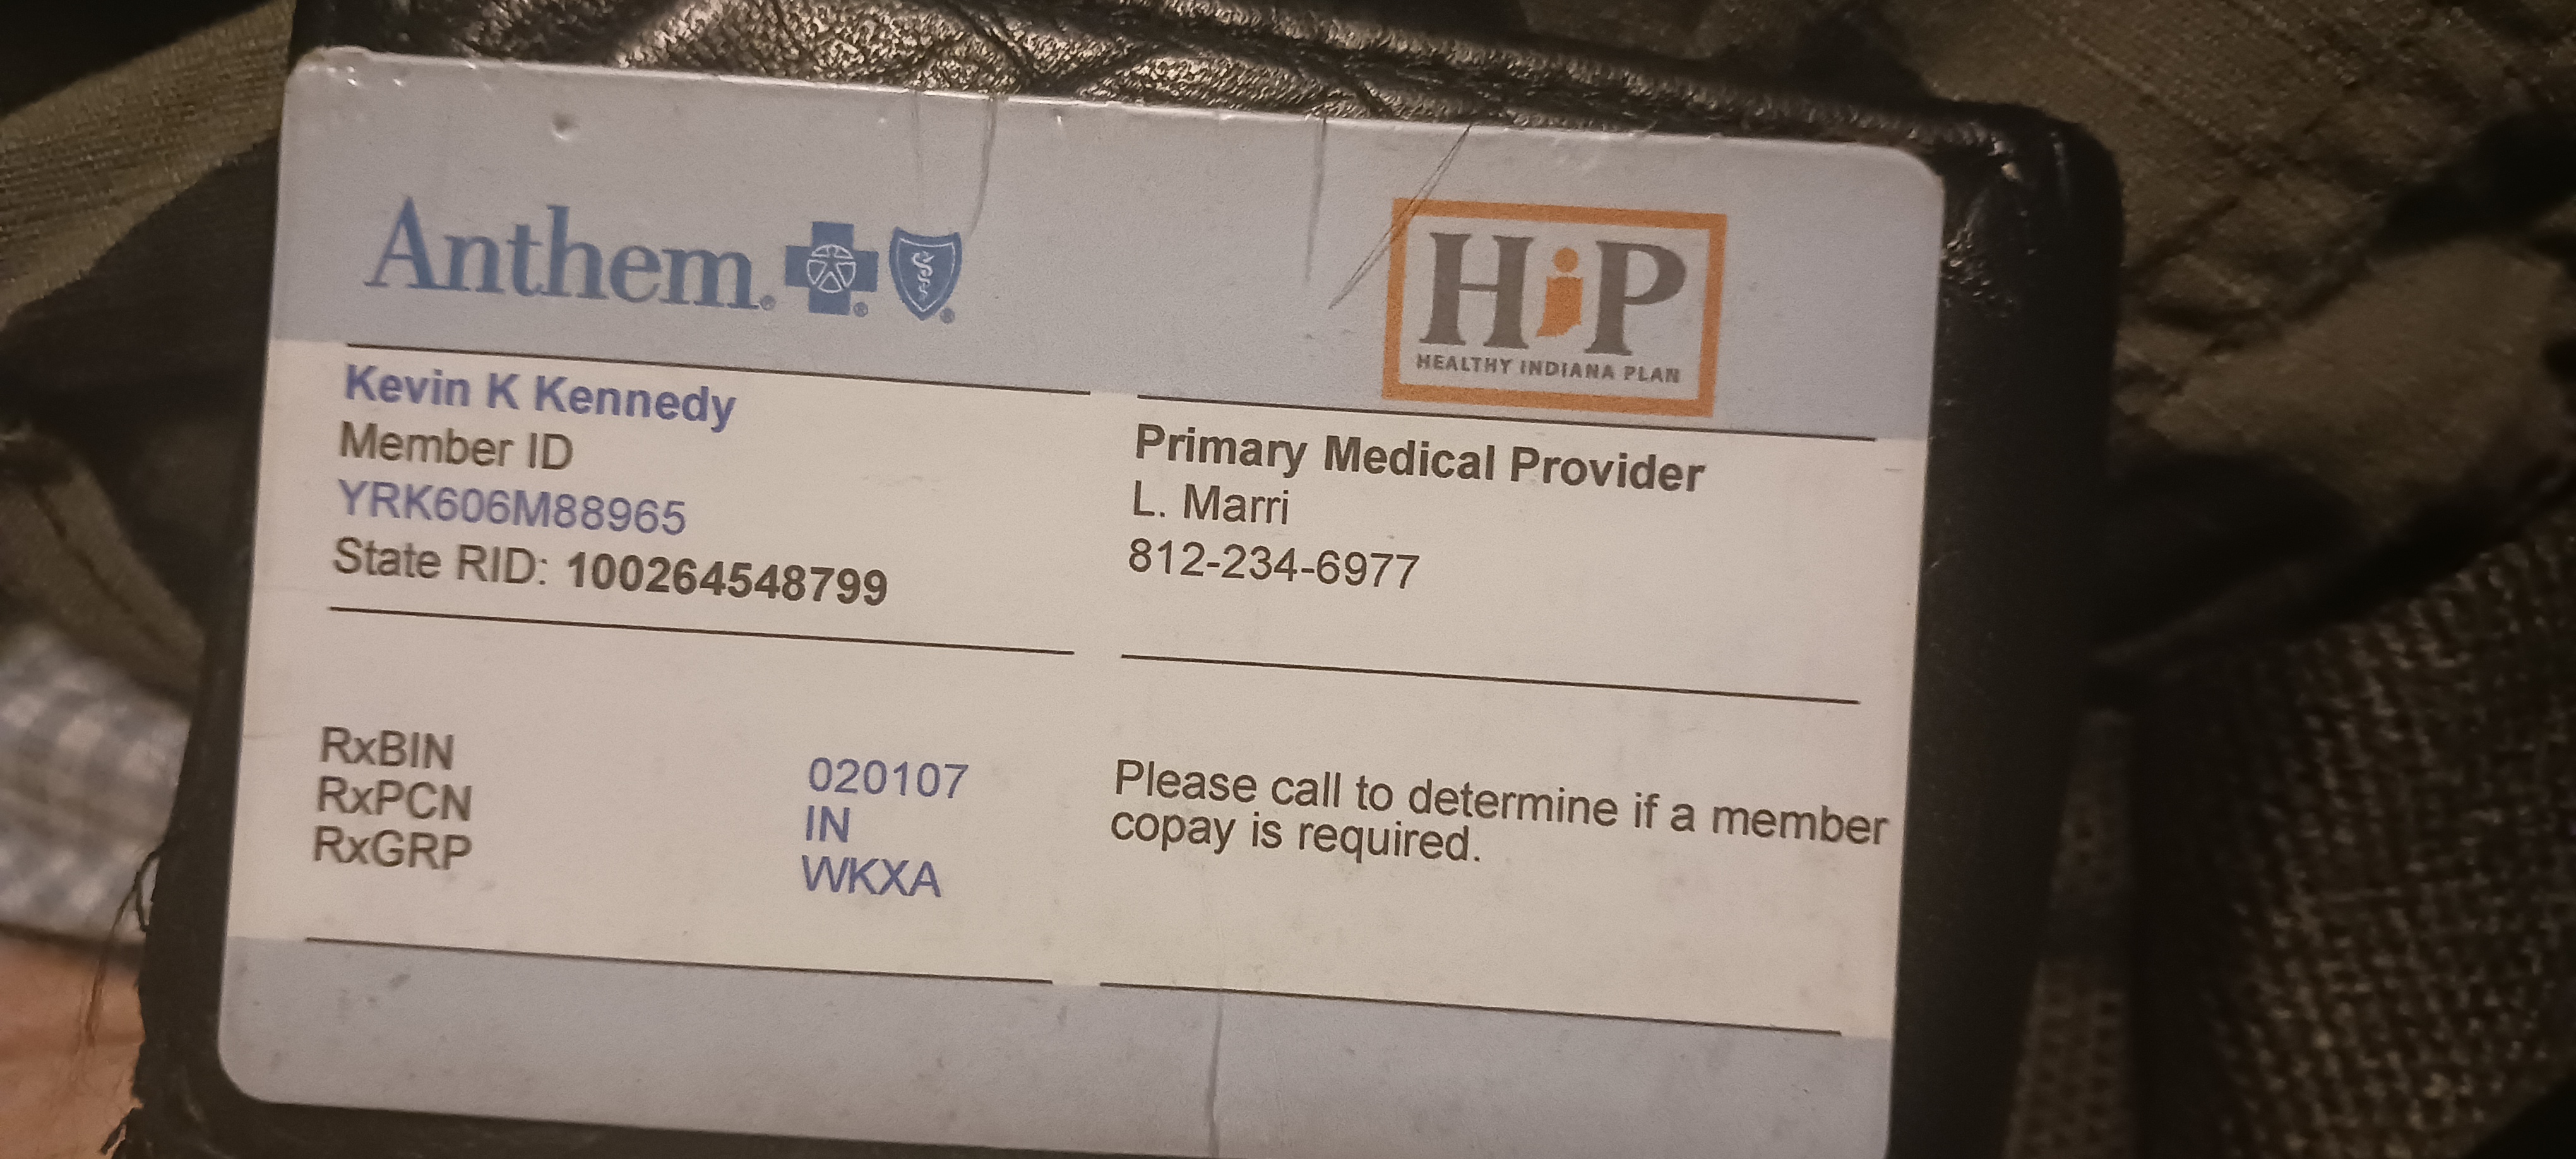 Anthem
HiP
HEALTHY INDIANA PLAN
Kevin K Kennedy
Member ID
YRK606M88965
State RID: 100264548799
Primary Medical Provider
L. Marri
812-234-6977
RxBIN 020107
RxPCN IN
RxGRP WKXA
Please call to determine if a member
copay is required.